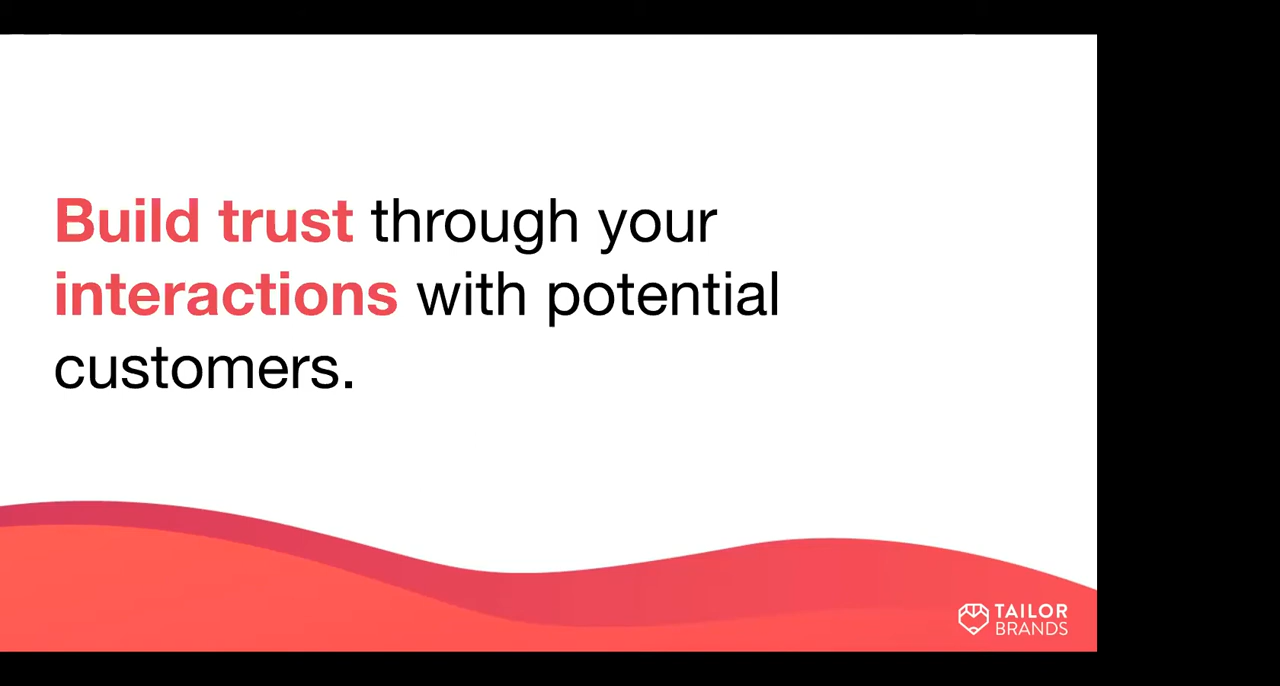 Build trust through your
interactions with potential
customers.
TAILOR
BRANDS